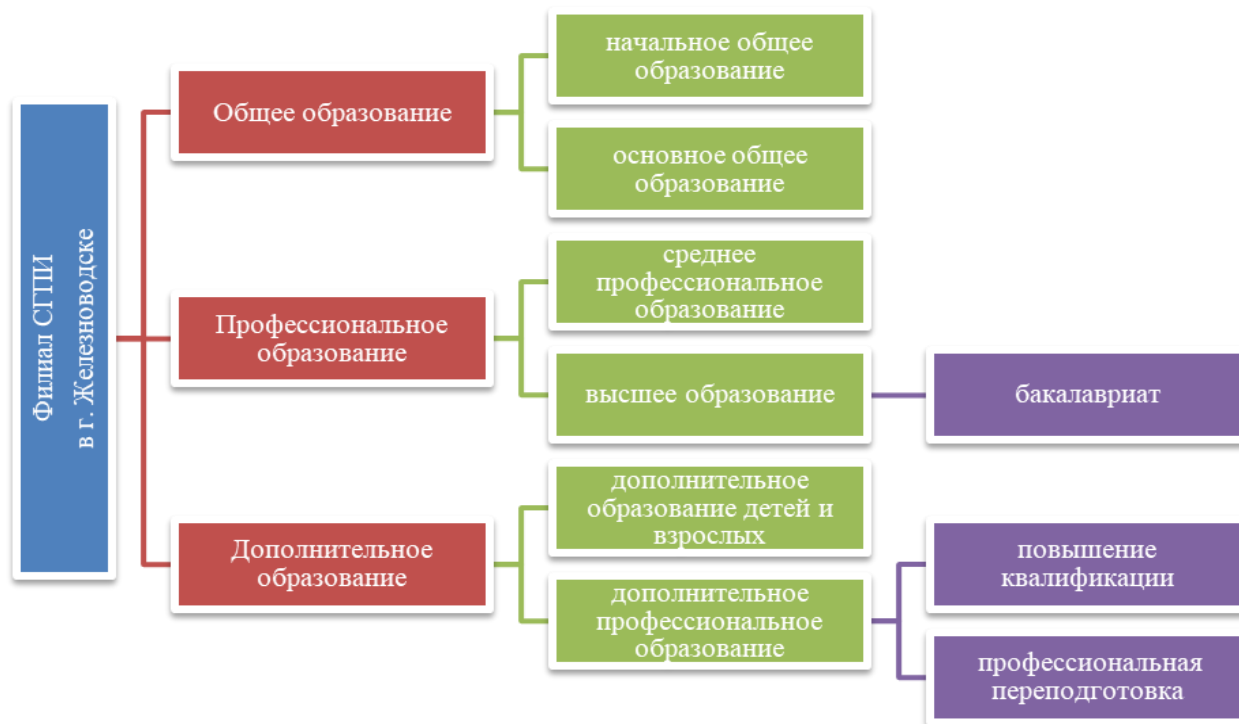 Филиал СГПИ
в г. Железноводске
Общее образование
начальное общее
образование
основное общее
образование
Профессиональное
образование
среднее
профессиональное
образование
высшее образование
бакалавриат
Дополнительное
образование
дополнительное
образование детей и
взрослых
дополнительное
профессиональное
образование
повышение
квалификации
профессиональная
переподготовка